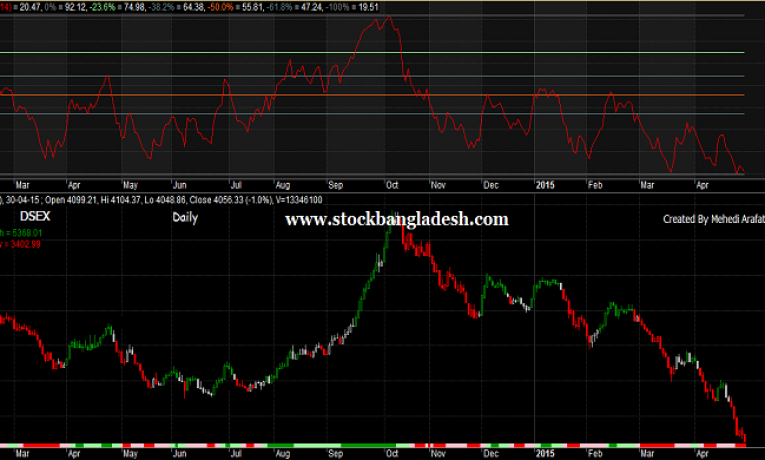 14) = 20.47, 0% = 92.12, -23.6% = 74.98, -38.2% = 64.38, -50.0% = 55.81, -61.8% = 47.24, -100% = 19.51
Mar Apr May Jun Jul Aug Sep Oct Nov Dec 2015 Feb Mar Apr
), 30-04-15 ; Open 4099.21, Hi 4104.37, Lo 4048.86, Close 4056.33 (-1.0%), V=13346100
DSEX Daily www.stockbangladesh.com Created By Mehedi Arafat
h = 5368.01
y = 3402.99
Mar Apr May Jun Jul Aug Sep Oct Nov Dec 2015 Feb Mar Apr